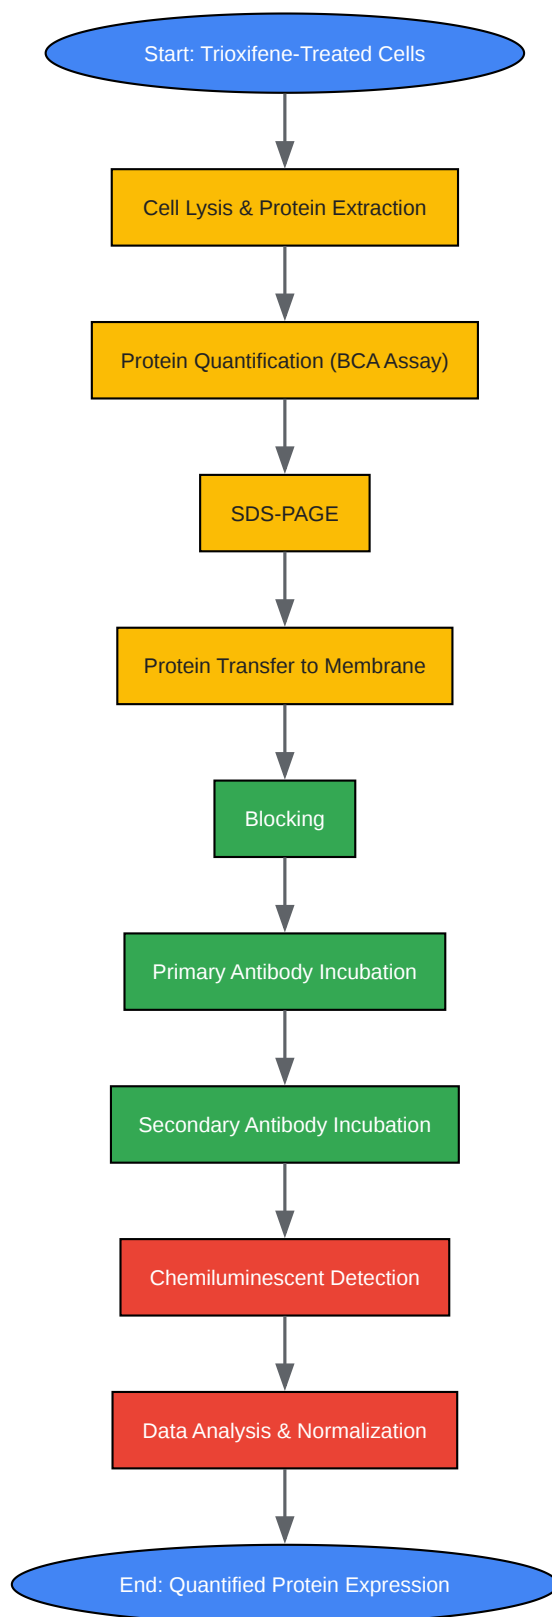 Start: Trioxifene-Treated Cells
Cell Lysis & Protein Extraction
Protein Quantification (BCA Assay)
SDS-PAGE
Protein Transfer to Membrane
Blocking
Primary Antibody Incubation
Secondary Antibody Incubation
Chemiluminescent Detection
Data Analysis & Normalization
End: Quantified Protein Expression